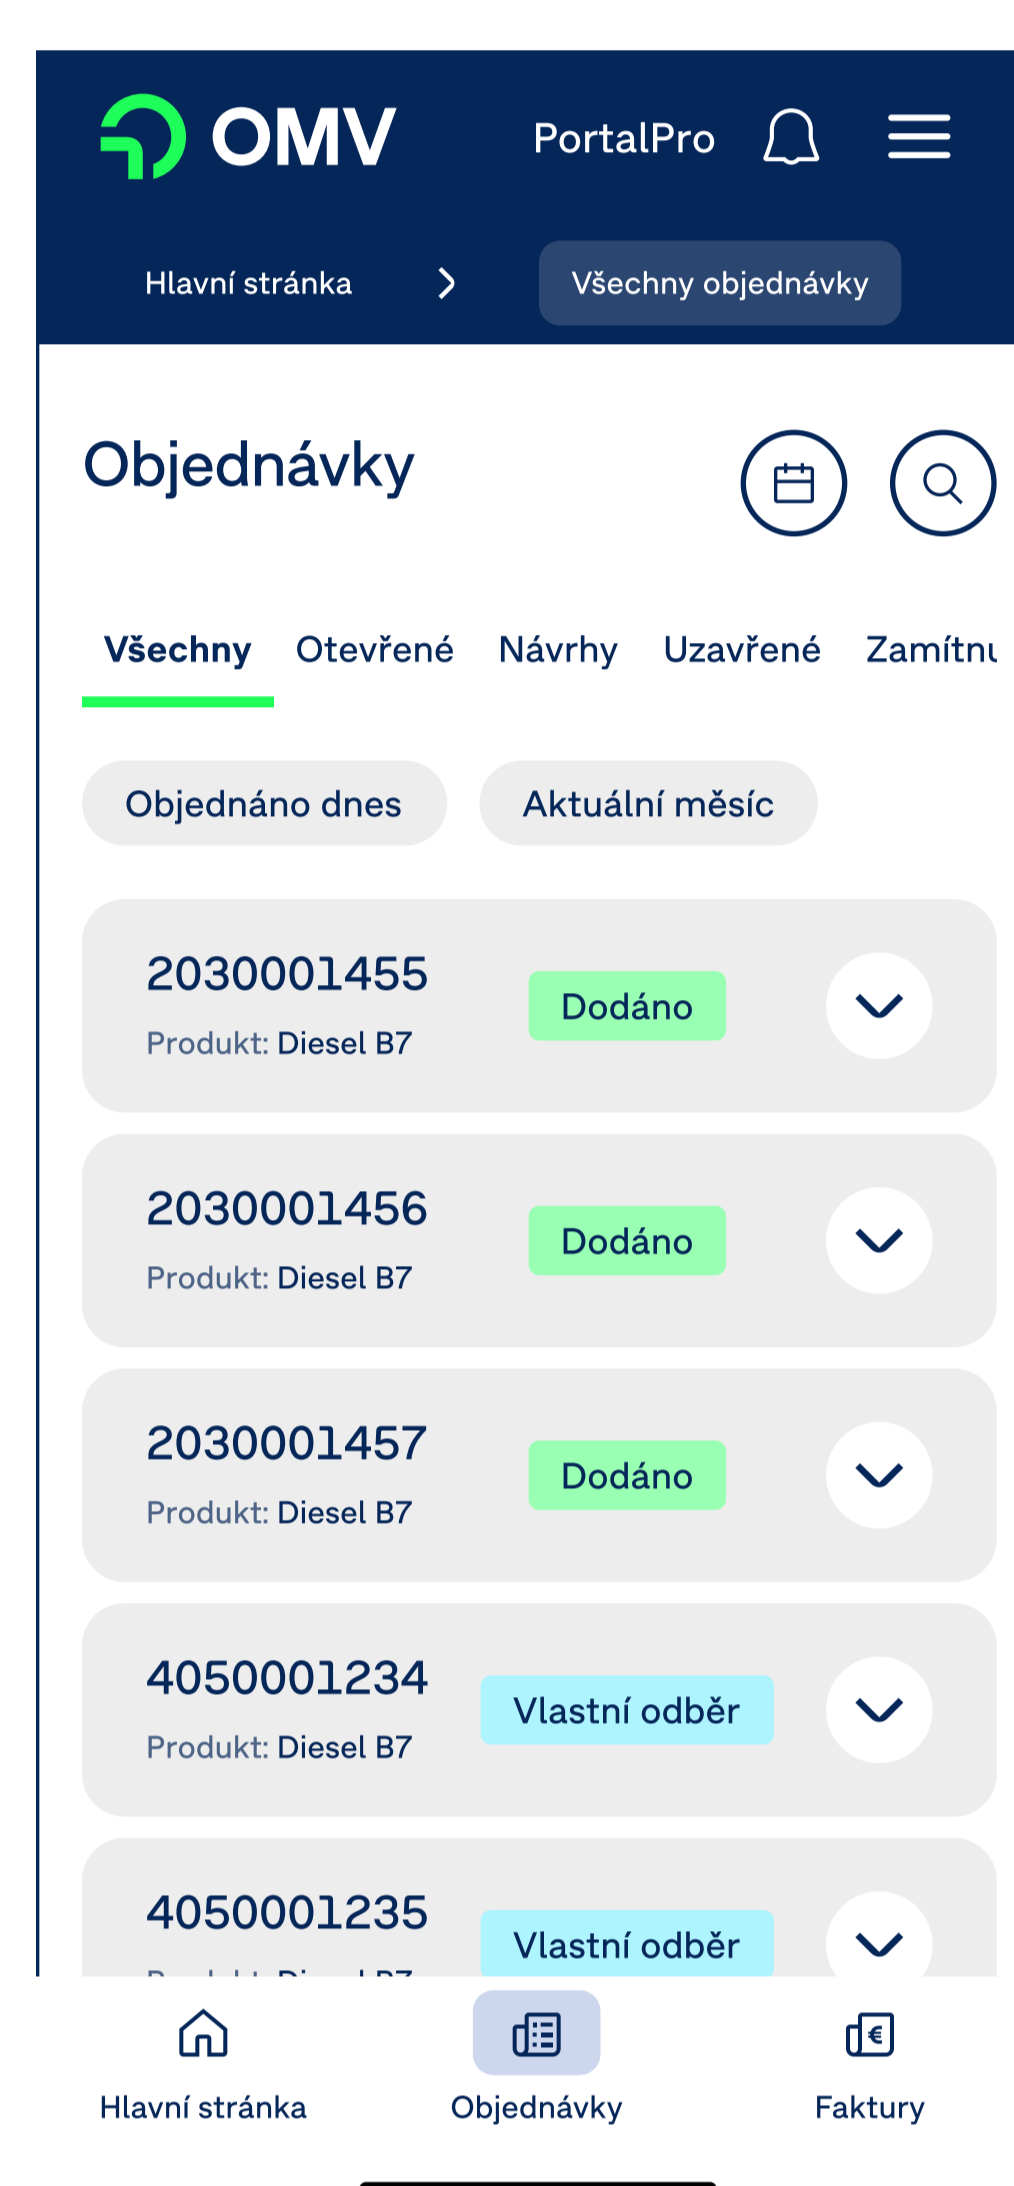 OMV
PortalPro
Hlavní stránka
Všechny objednávky
Objednávky
Všechny Otevřené Návrhy Uzavřené Zamítnu
Objednáno dnes
Aktuální měsíc
2030001455
Dodáno
Produkt: Diesel B7
2030001456
Dodáno
Produkt: Diesel B7
2030001457
Dodáno
Produkt: Diesel B7
4050001234
Vlastní odběr
Produkt: Diesel B7
4050001235
Vlastní odběr
Hlavní stránka
Objednávky
Faktury